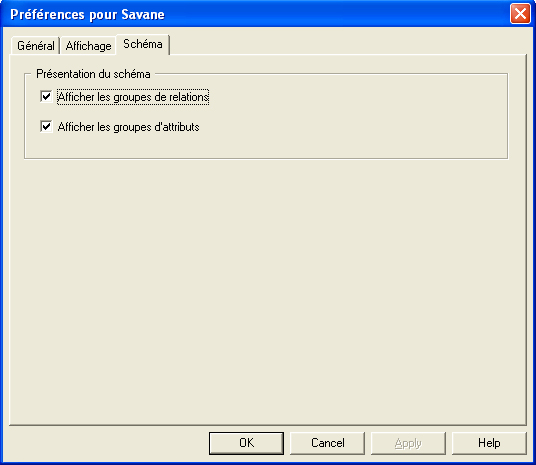 Préférences pour Savane
Général Affichage Schéma
Présentation du schéma
Afficher les groupes de relations
Afficher les groupes d'attributs
OK Cancel Apply Help